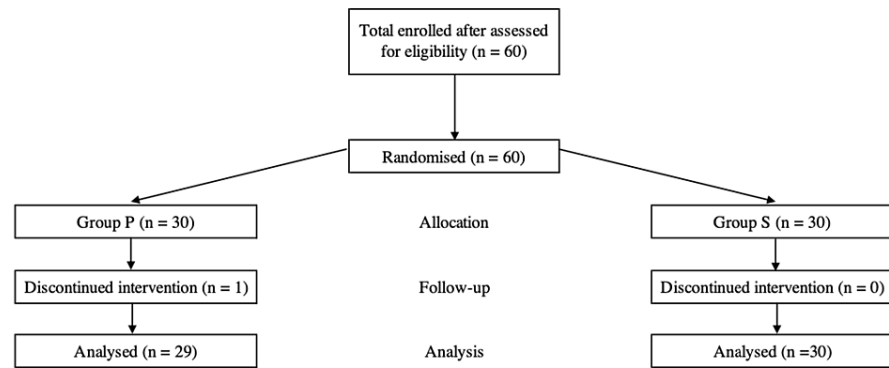 Total enrolled after assessed
for eligibility (n = 60)
Randomised (n = 60)
Group P (n = 30)
Allocation
Group S (n = 30)
Discontinued intervention (n = 1)
Follow-up
Discontinued intervention (n = 0)
Analysed (n = 29)
Analysis
Analysed (n =30)